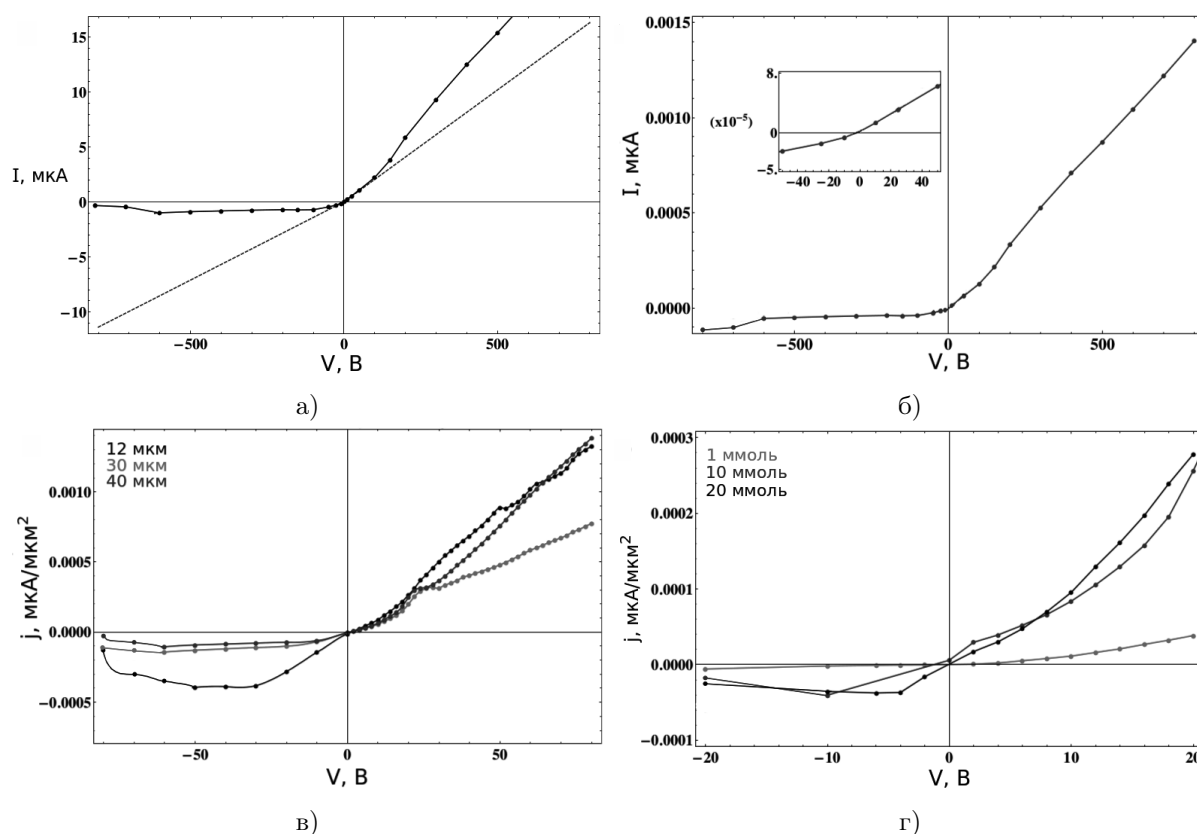 15
10
5
0
−5
−10
I, мкА
−500
0
500
V, В
а)
0.0015
0.0010
0.0005
0.0000
I, мкА
8.
(x10⁻⁵)
0
−5.
−40
−20
0
20
40
−500
0
500
V, В
б)
12 мкм
30 мкм
40 мкм
0.0010
0.0005
0.0000
−0.0005
j, мкА/мкм²
−50
0
50
V, В
в)
1 ммоль
10 ммоль
20 ммоль
0.0003
0.0002
0.0001
0.0000
−0.0001
j, мкА/мкм²
−20
−10
0
10
20
V, В
г)